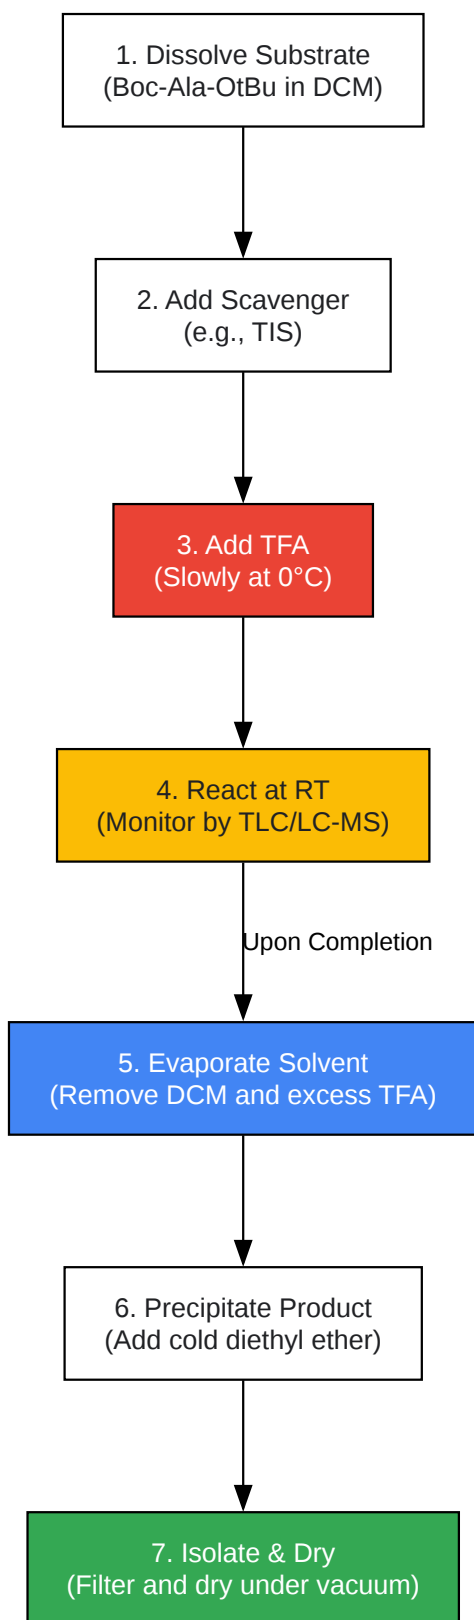 1. Dissolve Substrate
(Boc-Ala-OtBu in DCM)
2. Add Scavenger
(e.g., TIS)
3. Add TFA
(Slowly at 0°C)
4. React at RT
(Monitor by TLC/LC-MS)
Upon Completion
5. Evaporate Solvent
(Remove DCM and excess TFA)
6. Precipitate Product
(Add cold diethyl ether)
7. Isolate & Dry
(Filter and dry under vacuum)